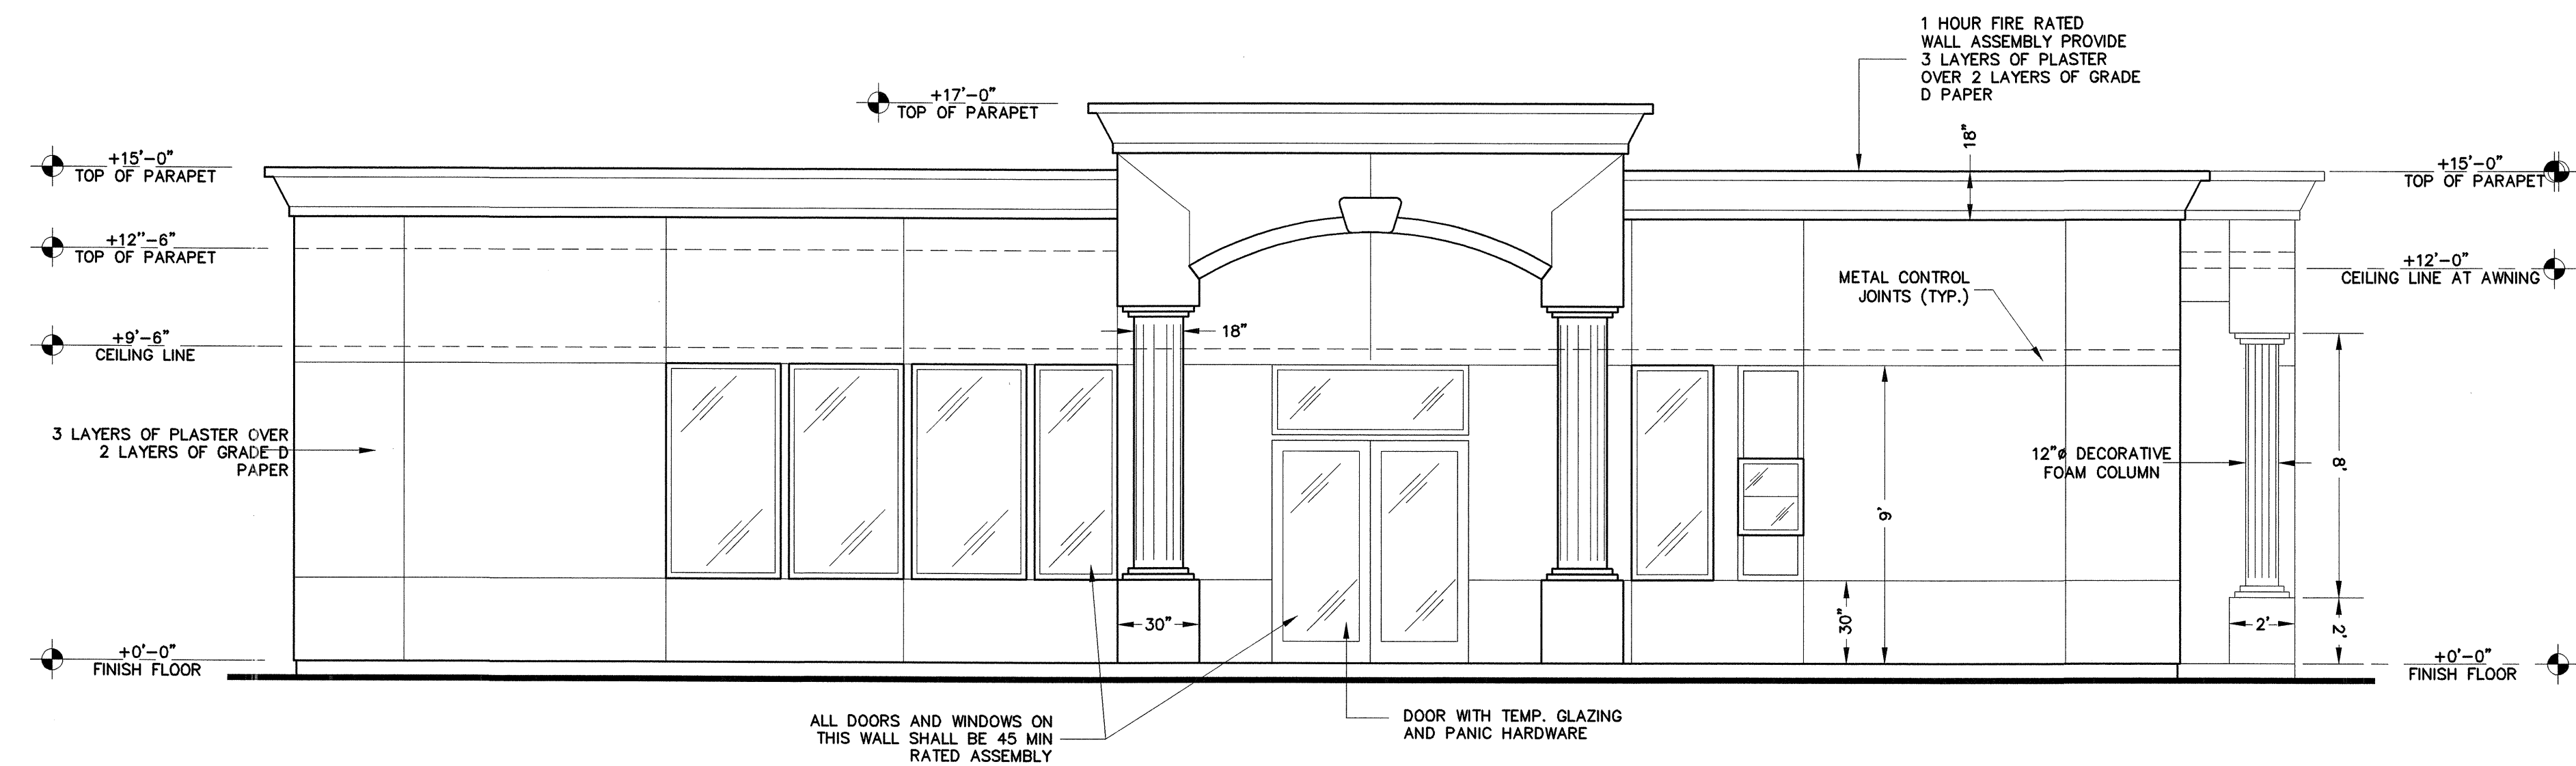 1 HOUR FIRE RATED
WALL ASSEMBLY PROVIDE
3 LAYERS OF PLASTER
OVER 2 LAYERS OF GRADE
D PAPER
+17'-0"
TOP OF PARAPET
18"
+15'-0"
TOP OF PARAPET
+15'-0"
TOP OF PARAPET
+12"-6"
TOP OF PARAPET
+12'-0"
CEILING LINE AT AWNING
METAL CONTROL
JOINTS (TYP.)
+9'-6"
CEILING LINE
18"
3 LAYERS OF PLASTER OVER
2 LAYERS OF GRADE D
PAPER
12"ø DECORATIVE
FOAM COLUMN
8'
9'
30"
30"
2'
2'
+0'-0"
FINISH FLOOR
+0'-0"
FINISH FLOOR
ALL DOORS AND WINDOWS ON
THIS WALL SHALL BE 45 MIN
RATED ASSEMBLY
DOOR WITH TEMP. GLAZING
AND PANIC HARDWARE